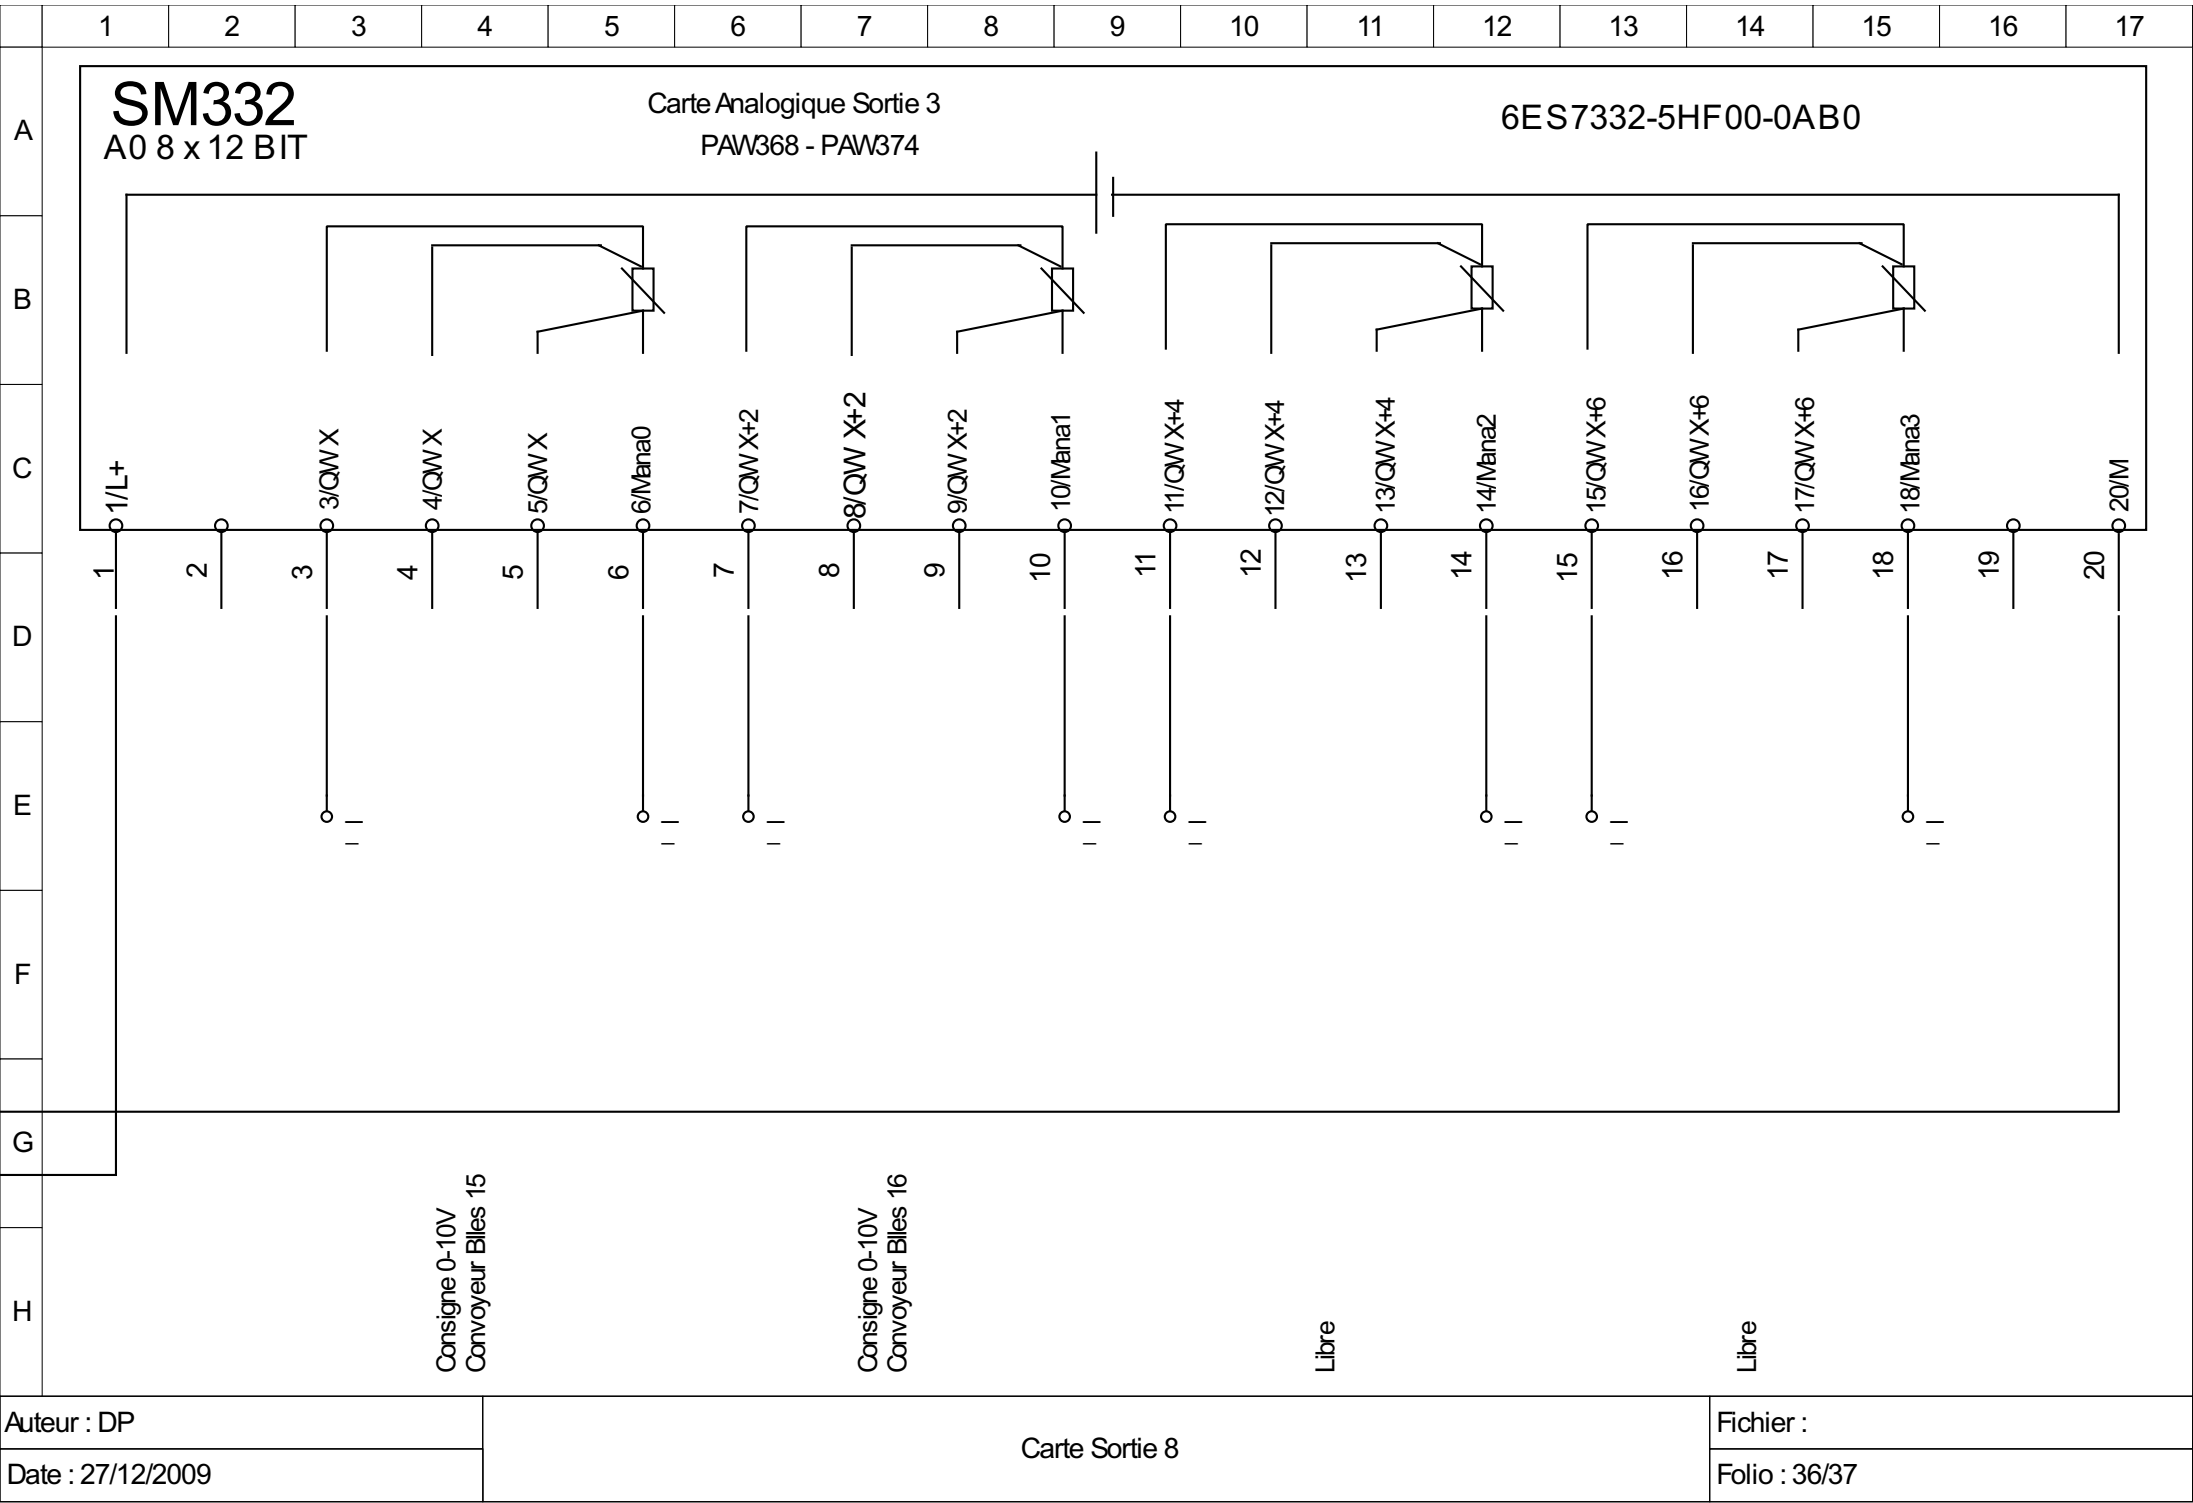 1 2 3 4 5 6 7 8 9 10 11 12 13 14 15 16 17
A
B
C
D
E
F
G
H
SM332
A0 8 x 12 BIT
Carte Analogique Sortie 3
PAW368 - PAW374
6ES7332-5HF00-0AB0
1/L+
3/QW X
4/QW X
5/QW X
6/Mana0
7/QW X+2
8/QW X+2
9/QW X+2
10/Mana1
11/QW X+4
12/QW X+4
13/QW X+4
14/Mana2
15/QW X+6
16/QW X+6
17/QW X+6
18/Mana3
20/M
1 2 3 4 5 6 7 8 9 10 11 12 13 14 15 16 17 18 19 20
Consigne 0-10V
Convoyeur Blles 15
Consigne 0-10V
Convoyeur Blles 16
Libre
Libre
Auteur : DP
Date : 27/12/2009
Carte Sortie 8
Fichier :
Folio : 36/37